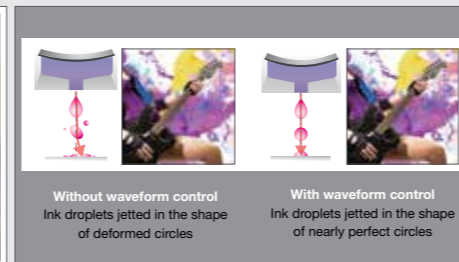 Without waveform control
Ink droplets jetted in the shape
of deformed circles
With waveform control
Ink droplets jetted in the shape
of nearly perfect circles